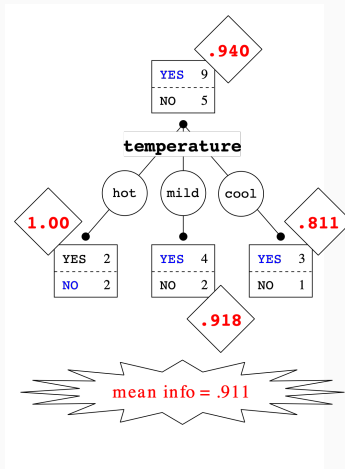 .940
YES 9
NO 5
temperature
hot mild cool
1.00
.811
YES 2
NO 2
YES 4
NO 2
YES 3
NO 1
.918
mean info = .911